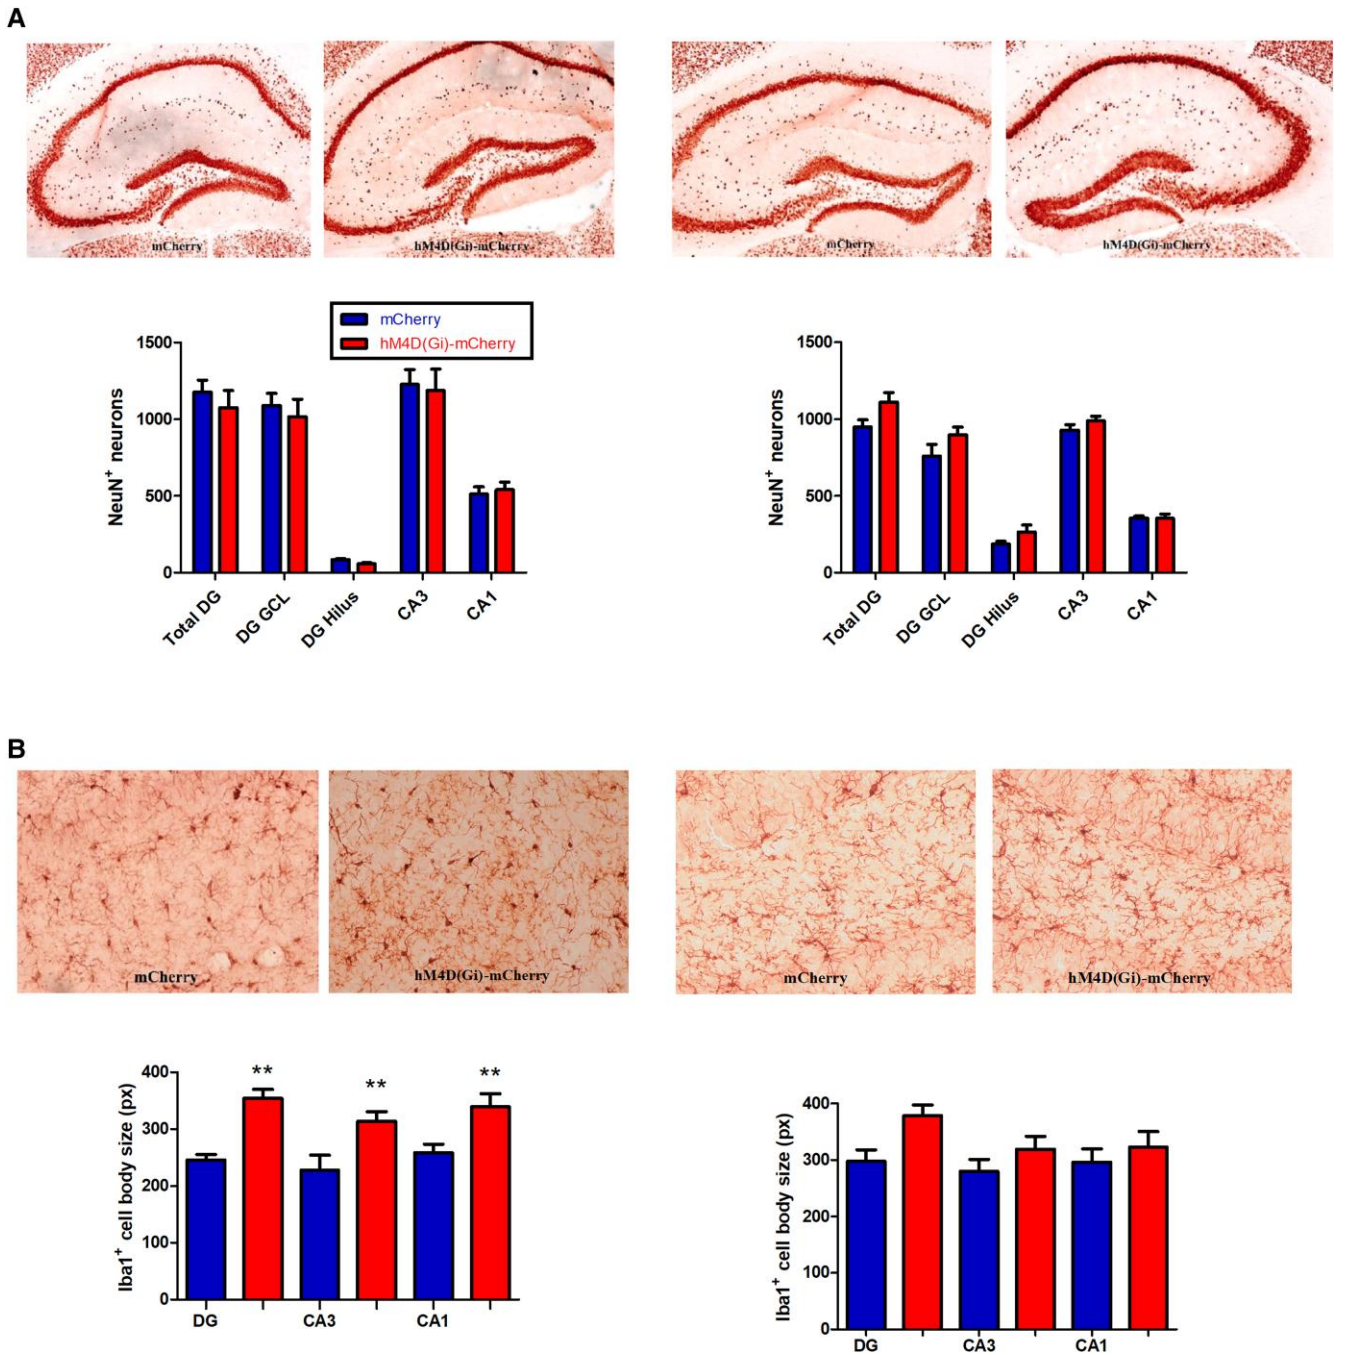 A
mCherry
hM4D(Gi)-mCherry
mCherry
hM4D(Gi)-mCherry
mCherry
hM4D(Gi)-mCherry
NeuN+ neurons
1500
1000
500
0
Total DG
DG GCL
DG Hilus
CA3
CA1
NeuN+ neurons
1500
1000
500
0
Total DG
DG GCL
DG Hilus
CA3
CA1
B
mCherry
hM4D(Gi)-mCherry
mCherry
hM4D(Gi)-mCherry
Iba1+ cell body size (px)
400
300
200
100
0
**
**
**
DG
CA3
CA1
Iba1+ cell body size (px)
400
300
200
100
0
DG
CA3
CA1